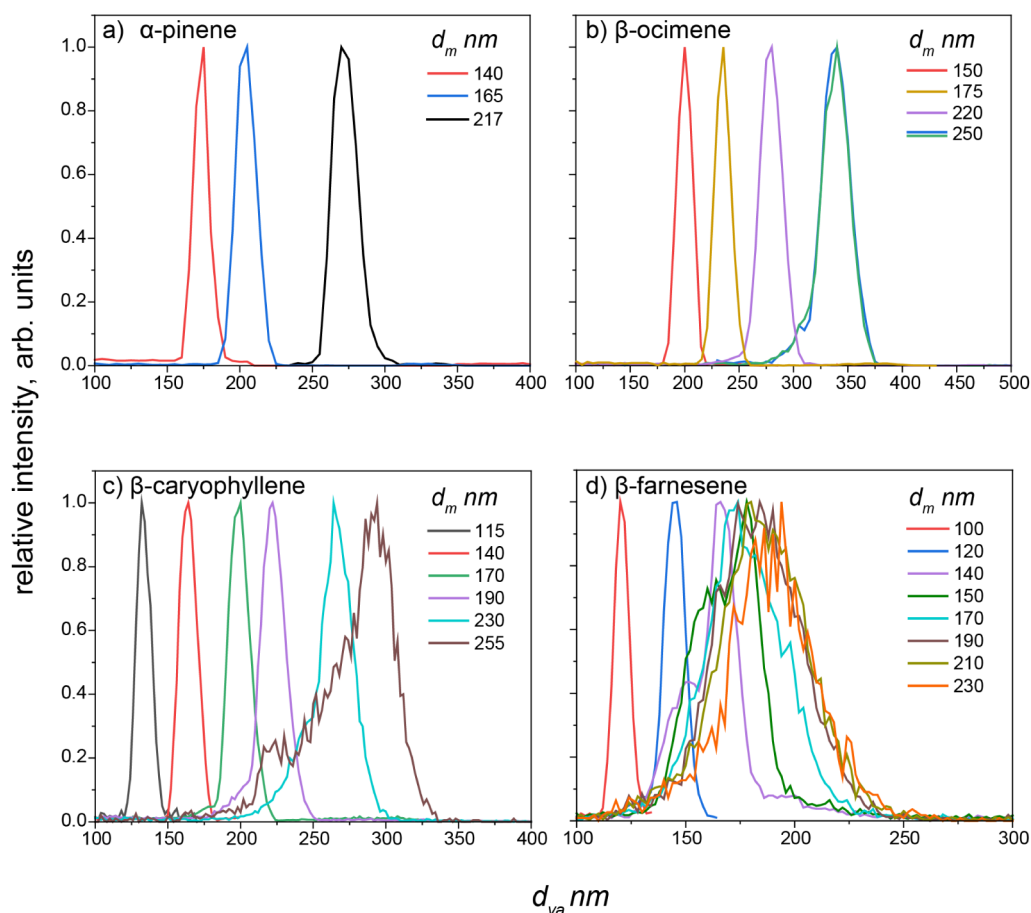 relative intensity, arb. units
a) α-pinene
d_m nm
140
165
217
1.0
0.8
0.6
0.4
0.2
0.0
100 150 200 250 300 350 400
b) β-ocimene
d_m nm
150
175
220
250
100 150 200 250 300 350 400 450 500
c) β-caryophyllene
d_m nm
115
140
170
190
230
255
1.0
0.8
0.6
0.4
0.2
0.0
100 150 200 250 300 350 400
d) β-farnesene
d_m nm
100
120
140
150
170
190
210
230
100 150 200 250 300
d_va nm